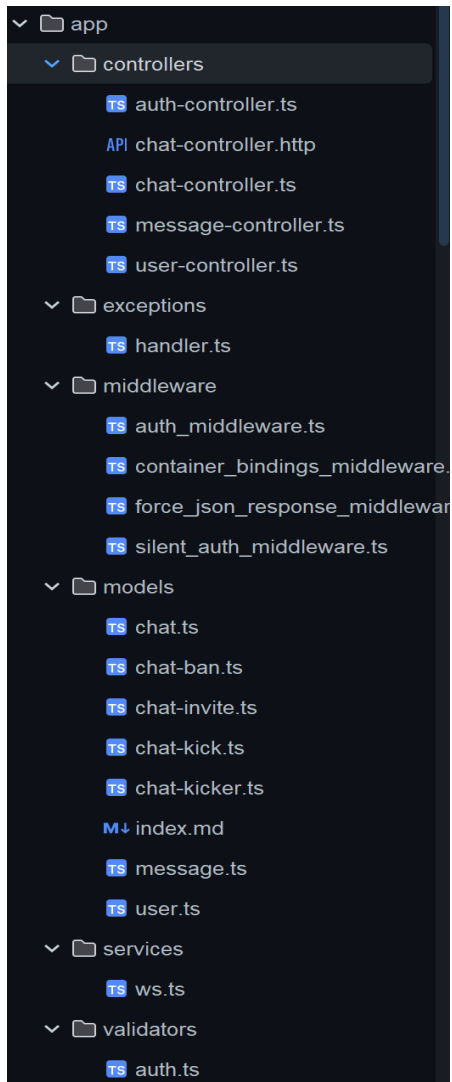 app
controllers
TS auth-controller.ts
API chat-controller.http
TS chat-controller.ts
TS message-controller.ts
TS user-controller.ts
exceptions
TS handler.ts
middleware
TS auth_middleware.ts
TS container_bindings_middleware.
TS force_json_response_middlewar
TS silent_auth_middleware.ts
models
TS chat.ts
TS chat-ban.ts
TS chat-invite.ts
TS chat-kick.ts
TS chat-kicker.ts
M↓ index.md
TS message.ts
TS user.ts
services
TS ws.ts
validators
TS auth.ts